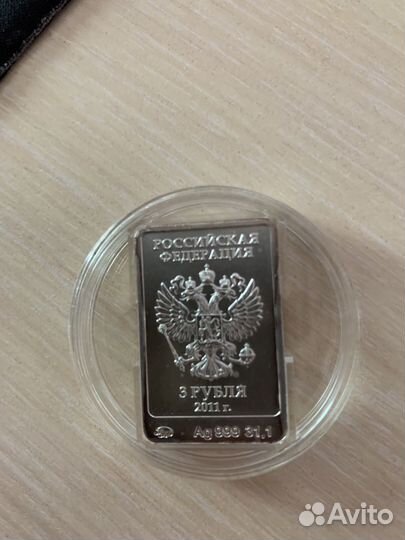 РОССИЙСКАЯ
ФЕДЕРАЦИЯ
3 РУБЛЯ
2011 г.
Ag 999 31,1
Avito